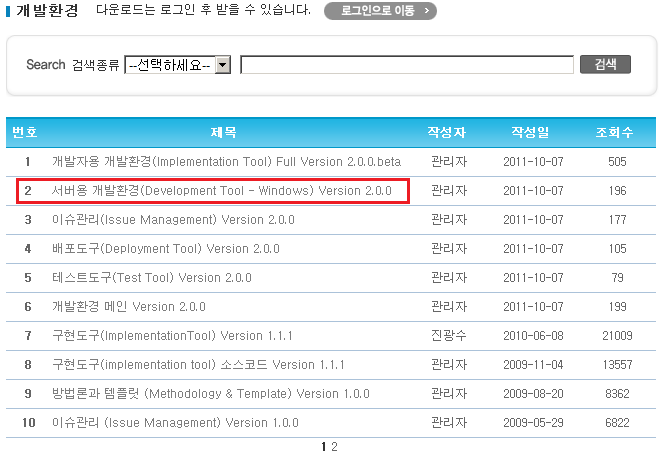 개발환경 다운로드는 로그인 후 받을 수 있습니다. 로그인으로 이동
Search 검색종류 --선택하세요-- 검색
번호 제목 작성자 작성일 조회수
1 개발자용 개발환경(Implementation Tool) Full Version 2.0.0.beta 관리자 2011-10-07 505
2 서버용 개발환경(Development Tool - Windows) Version 2.0.0 관리자 2011-10-07 196
3 이슈관리(Issue Management) Version 2.0.0 관리자 2011-10-07 177
4 배포도구(Deployment Tool) Version 2.0.0 관리자 2011-10-07 105
5 테스트도구(Test Tool) Version 2.0.0 관리자 2011-10-07 79
6 개발환경 메인 Version 2.0.0 관리자 2011-10-07 199
7 구현도구(ImplementationTool) Version 1.1.1 진광수 2010-06-08 21009
8 구현도구(implementation tool) 소스코드 Version 1.1.1 관리자 2009-11-04 13557
9 방법론과 템플릿 (Methodology & Template) Version 1.0.0 관리자 2009-08-20 8362
10 이슈관리 (Issue Management) Version 1.0.0 관리자 2009-05-29 6822
1 2